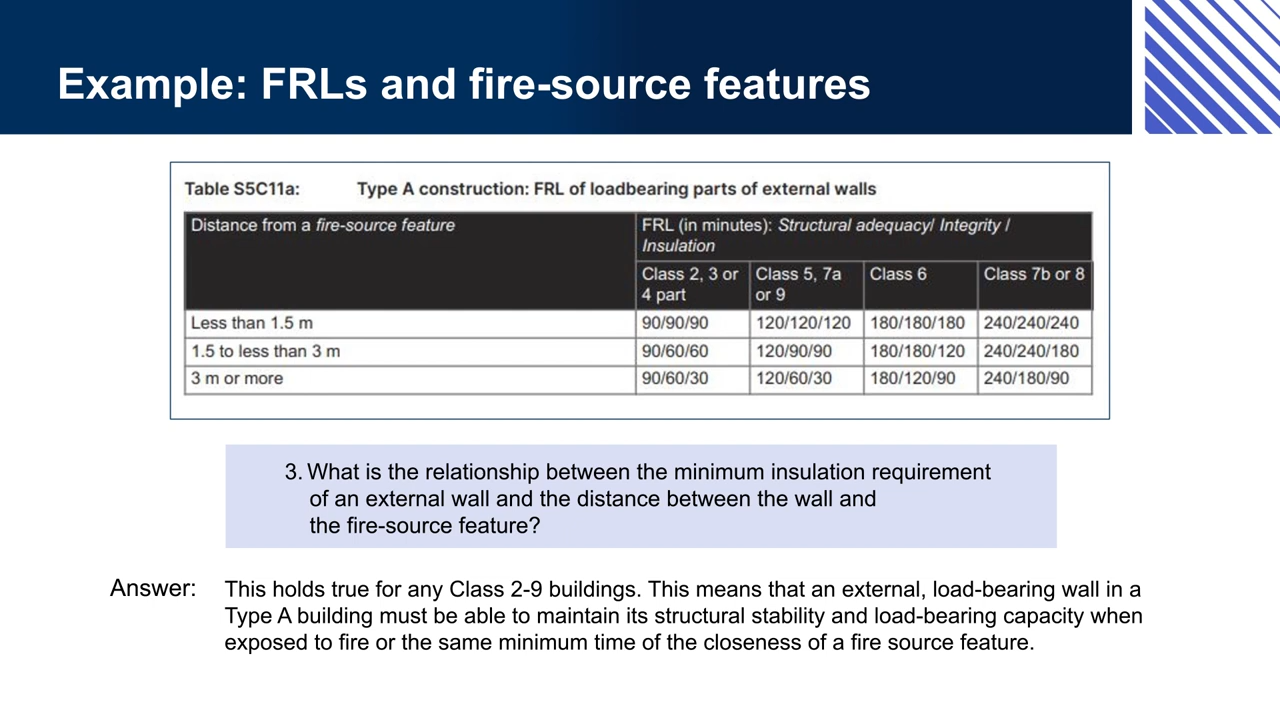 Example: FRLs and fire-source features
Table S5C11a: Type A construction: FRL of loadbearing parts of external walls
Distance from a fire-source feature
FRL (in minutes): Structural adequacy/ Integrity /
Insulation
Class 2, 3 or
4 part
Class 5, 7a
or 9
Class 6
Class 7b or 8
Less than 1.5 m 90/90/90 120/120/120 180/180/180 240/240/240
1.5 to less than 3 m 90/60/60 120/90/90 180/180/120 240/240/180
3 m or more 90/60/30 120/60/30 180/120/90 240/180/90
3. What is the relationship between the minimum insulation requirement
of an external wall and the distance between the wall and
the fire-source feature?
Answer: This holds true for any Class 2-9 buildings. This means that an external, load-bearing wall in a
Type A building must be able to maintain its structural stability and load-bearing capacity when
exposed to fire or the same minimum time of the closeness of a fire source feature.